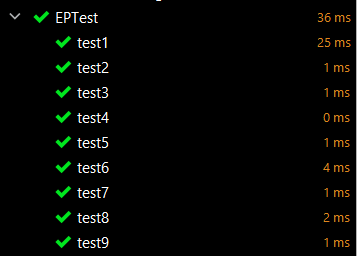 EPTest 36 ms
test1 25 ms
test2 1 ms
test3 1 ms
test4 0 ms
test5 1 ms
test6 4 ms
test7 1 ms
test8 2 ms
test9 1 ms